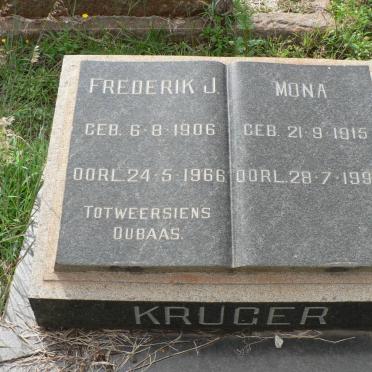 FREDERIK J.
GEB. 6-8-1906
OORL. 24-5-1966
TOTWEERSIENS
OUBAAS.
MONA
GEB. 21-9-1915
OORL. 28-7-199
KRUGER